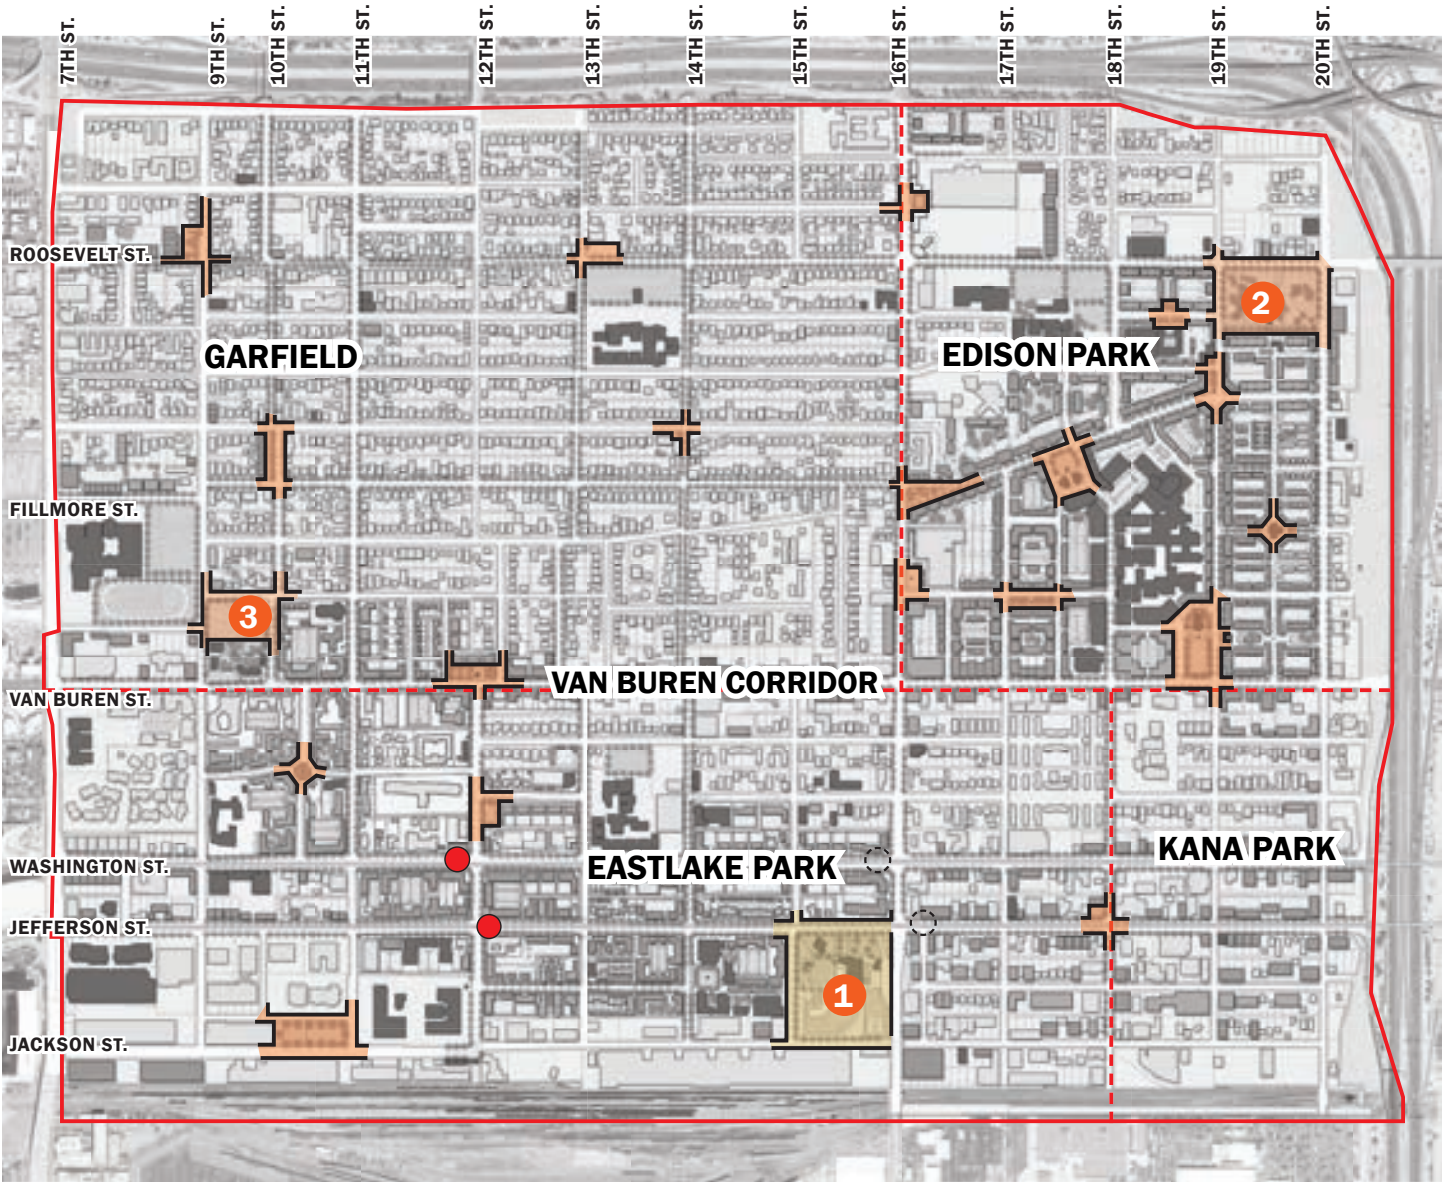 7TH ST.
9TH ST.
10TH ST.
11TH ST.
12TH ST.
13TH ST.
14TH ST.
15TH ST.
16TH ST.
17TH ST.
18TH ST.
19TH ST.
20TH ST.
ROOSEVELT ST.
2
GARFIELD
EDISON PARK
FILLMORE ST.
3
VAN BUREN CORRIDOR
VAN BUREN ST.
KANA PARK
WASHINGTON ST.
EASTLAKE PARK
JEFFERSON ST.
1
JACKSON ST.